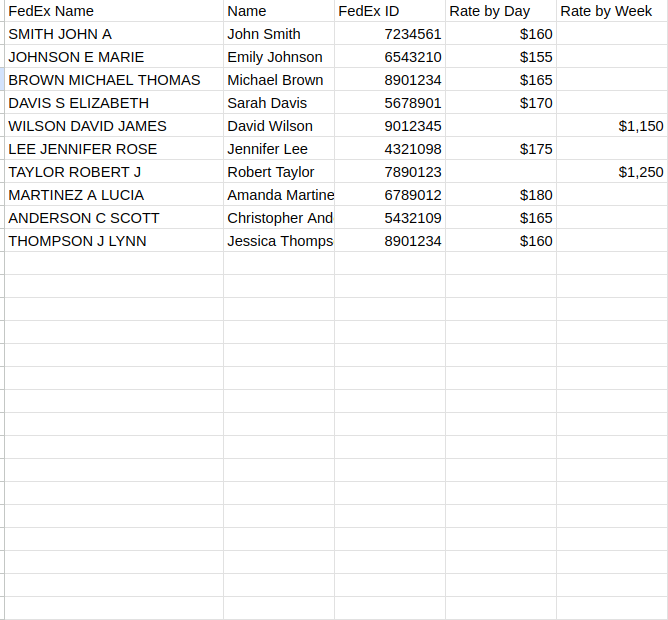 FedEx Name Name FedEx ID Rate by Day Rate by Week
SMITH JOHN A John Smith 7234561 $160
JOHNSON E MARIE Emily Johnson 6543210 $155
BROWN MICHAEL THOMAS Michael Brown 8901234 $165
DAVIS S ELIZABETH Sarah Davis 5678901 $170
WILSON DAVID JAMES David Wilson 9012345 $1,150
LEE JENNIFER ROSE Jennifer Lee 4321098 $175
TAYLOR ROBERT J Robert Taylor 7890123 $1,250
MARTINEZ A LUCIA Amanda Martine 6789012 $180
ANDERSON C SCOTT Christopher And 5432109 $165
THOMPSON J LYNN Jessica Thomps 8901234 $160